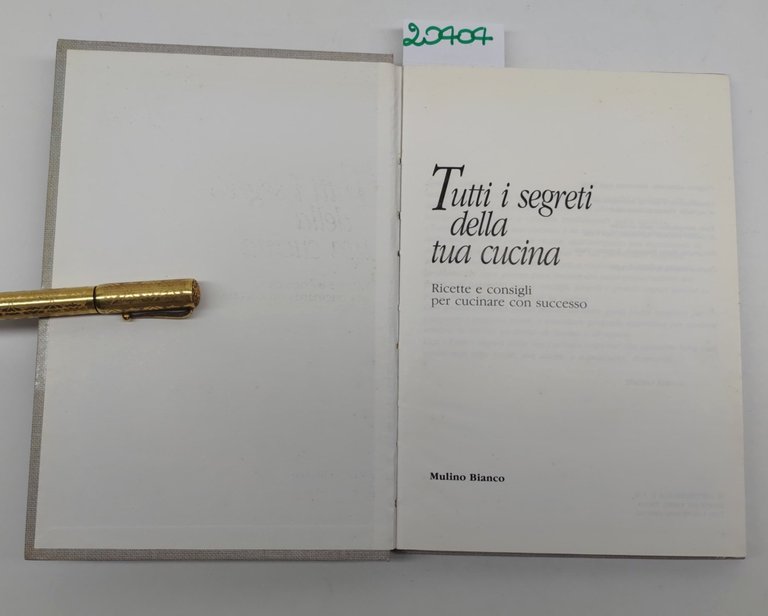 20404
Tutti i segreti
della
tua cucina
Ricette e consigli
per cucinare con successo
Mulino Bianco